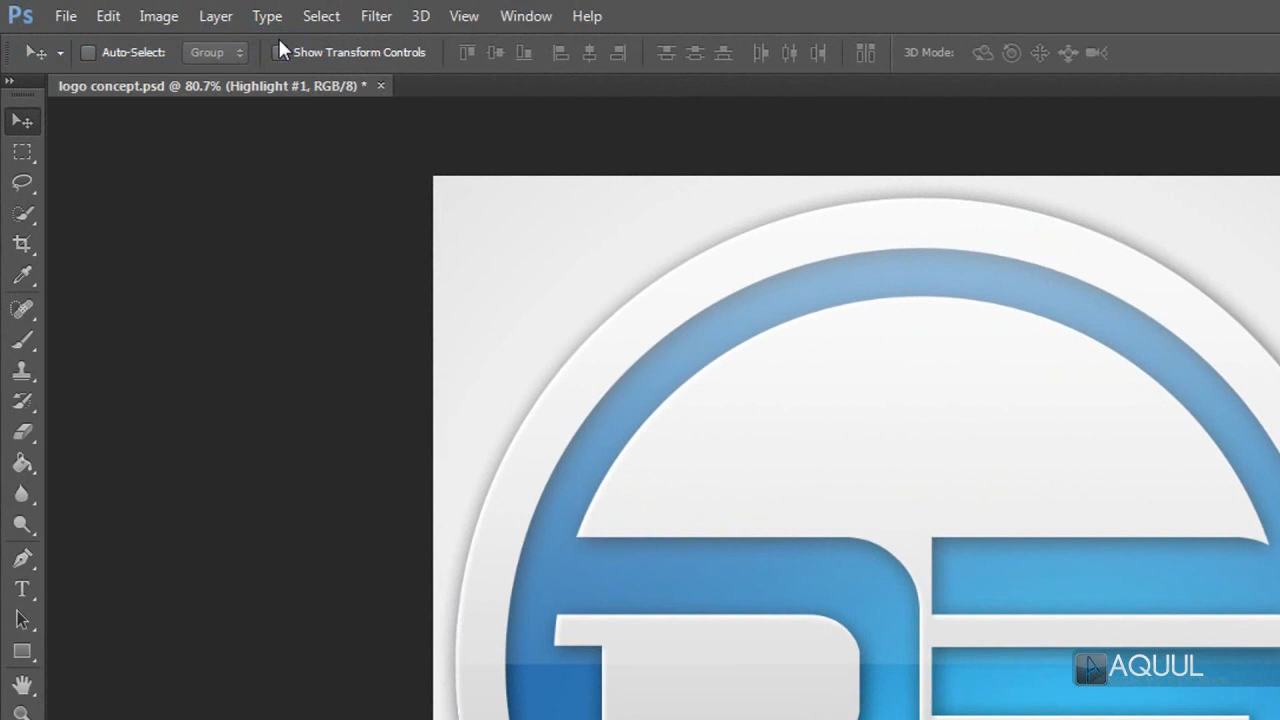 Ps File Edit Image Layer Type Select Filter 3D View Window Help
Auto-Select: Group Show Transform Controls 3D Mode:
logo concept.psd @ 80.7% (Highlight #1, RGB/8) * ×
T
AQUUL